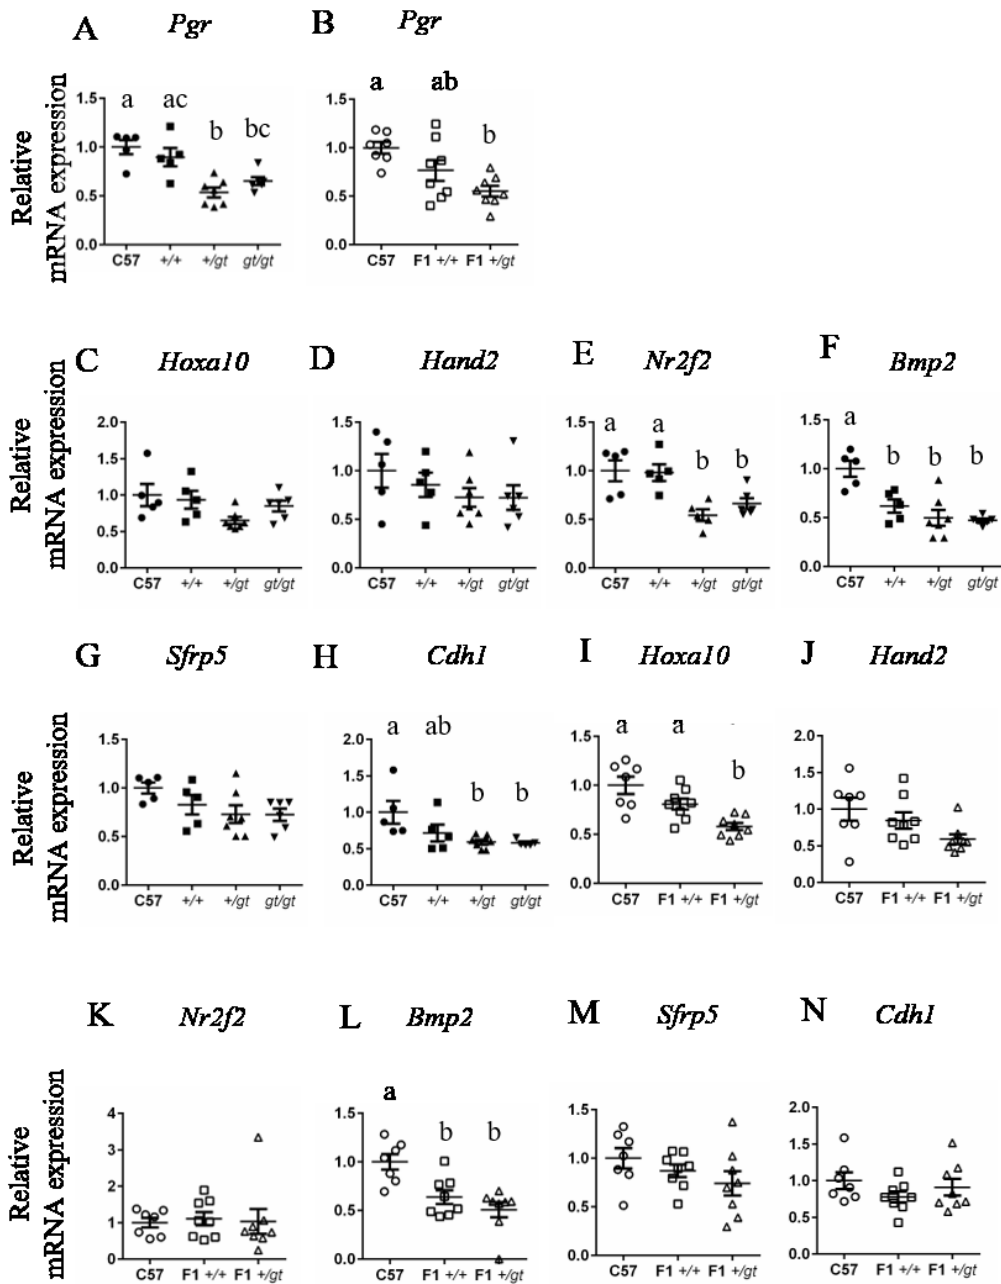 A Pgr B Pgr
Relative
mRNA expression
1.5 a ac b bc 1.5 a ab b
1.0 1.0
0.5 0.5
0.0 0.0
C57 +/+ +/gt gt/gt C57 F1 +/+ F1 +/gt
C Hoxa10 D Hand2 E Nr2f2 F Bmp2
Relative
mRNA expression
2.0 1.5 1.5 a a b b 1.5 a b b b
1.5 1.0 1.0 1.0
1.0 0.5 0.5 0.5
0.5 0.0 0.0 0.0
0.0
C57 +/+ +/gt gt/gt C57 +/+ +/gt gt/gt C57 +/+ +/gt gt/gt C57 +/+ +/gt gt/gt
G Sfrp5 H Cdh1 I Hoxa10 J Hand2
Relative
mRNA expression
1.5 2.0 a ab b b 1.5 a a b 2.0
1.0 1.5 1.0 1.5
0.5 1.0 0.5 1.0
0.0 0.5 0.0 0.5
0.0 0.0
C57 +/+ +/gt gt/gt C57 +/+ +/gt gt/gt C57 F1 +/+ F1 +/gt C57 F1 +/+ F1 +/gt
K Nr2f2 L Bmp2 M Sfrp5 N Cdh1
Relative
mRNA expression
4 1.5 a b b 1.5 2.0
3 1.0 1.0 1.5
2 0.5 0.5 1.0
1 0.0 0.0 0.5
0 0.0
C57 F1 +/+ F1 +/gt C57 F1 +/+ F1 +/gt C57 F1 +/+ F1 +/gt C57 F1 +/+ F1 +/gt